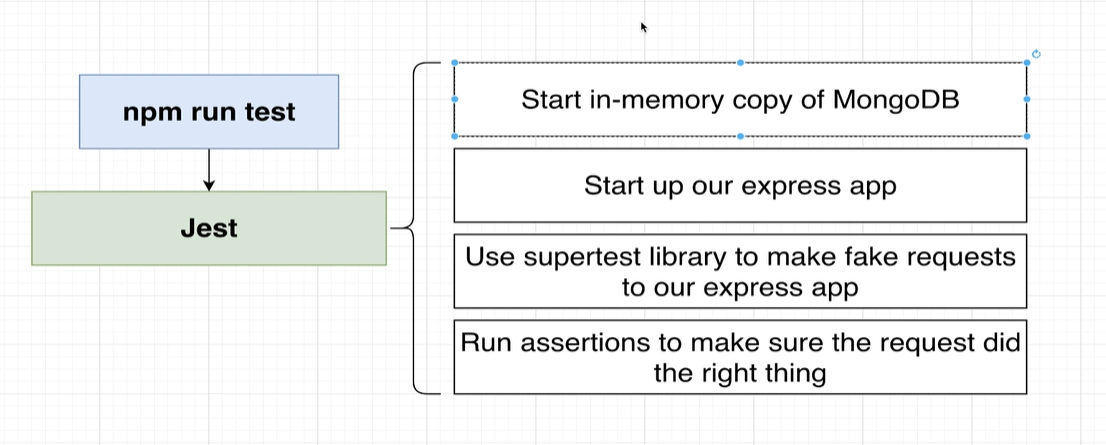 npm run test
Jest
Start in-memory copy of MongoDB
Start up our express app
Use supertest library to make fake requests
to our express app
Run assertions to make sure the request did
the right thing